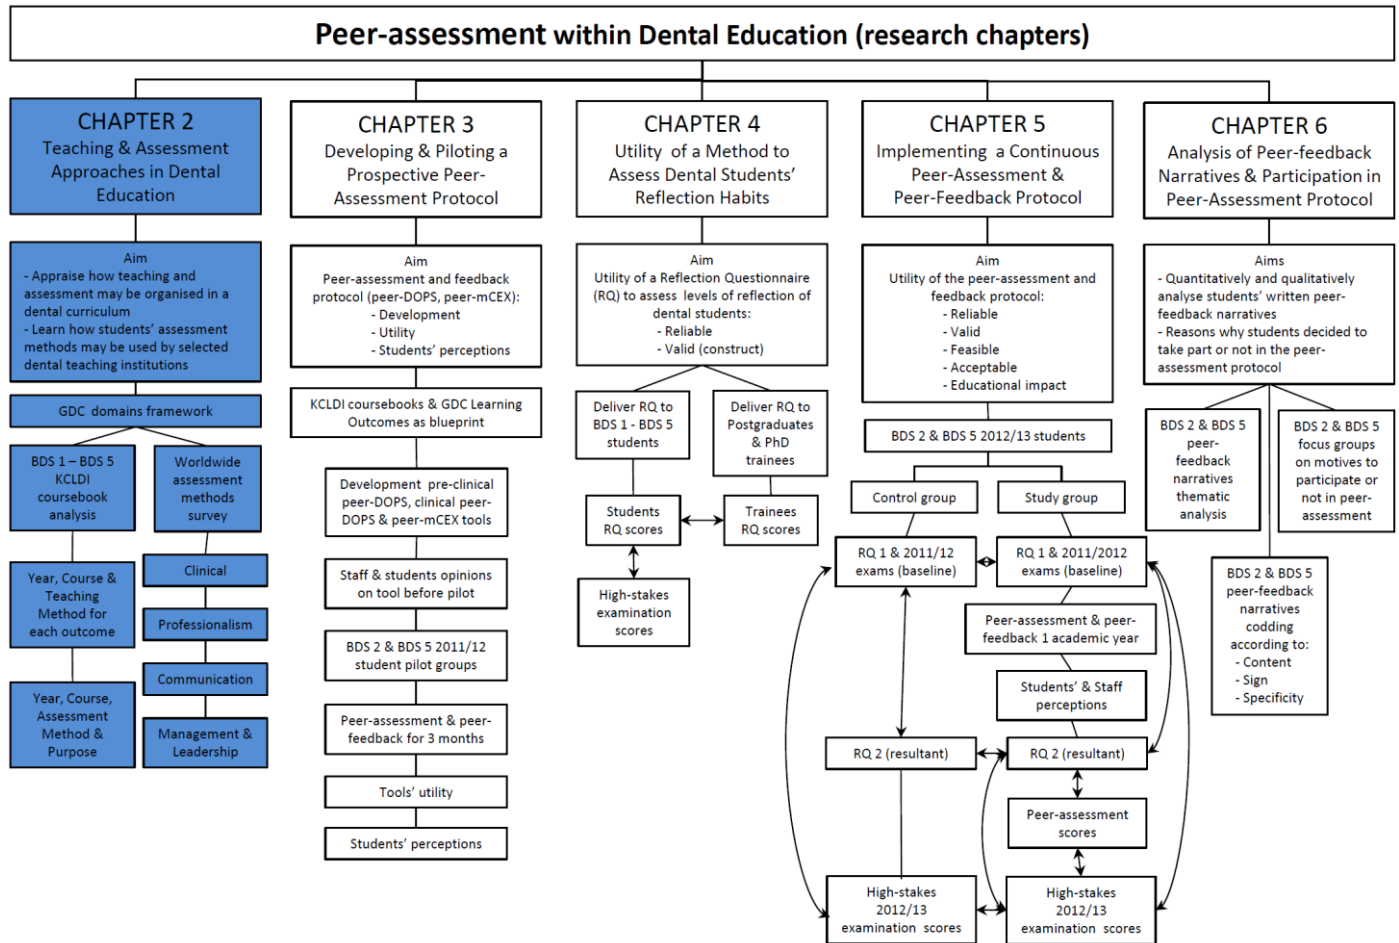 Peer-assessment within Dental Education (research chapters)
CHAPTER 2
Teaching & Assessment
Approaches in Dental
Education
Aim
- Appraise how teaching and
assessment may be organised in a
dental curriculum
- Learn how students' assessment
methods may be used by selected
dental teaching institutions
GDC domains framework
BDS 1 – BDS 5
KCLDI
coursebook
analysis
Year, Course &
Teaching
Method for
each outcome
Year, Course,
Assessment
Method &
Purpose
Worldwide
assessment
methods
survey
Clinical
Professionalism
Communication
Management &
Leadership
CHAPTER 3
Developing & Piloting a
Prospective Peer-
Assessment Protocol
Aim
Peer-assessment and feedback
protocol (peer-DOPS, peer-mCEX):
- Development
- Utility
- Students' perceptions
KCLDI coursebooks & GDC Learning
Outcomes as blueprint
Development pre-clinical
peer-DOPS, clinical peer-
DOPS & peer-mCEX tools
Staff & students opinions
on tool before pilot
BDS 2 & BDS 5 2011/12
student pilot groups
Peer-assessment & peer-
feedback for 3 months
Tools' utility
Students' perceptions
CHAPTER 4
Utility of a Method to
Assess Dental Students'
Reflection Habits
Aim
Utility of a Reflection Questionnaire
(RQ) to assess levels of reflection of
dental students:
- Reliable
- Valid (construct)
Deliver RQ to
BDS 1 - BDS 5
students
Students
RQ scores
High-stakes
examination
scores
Deliver RQ to
Postgraduates
& PhD
trainees
Trainees
RQ scores
CHAPTER 5
Implementing a Continuous
Peer-Assessment &
Peer-Feedback Protocol
Aim
Utility of the peer-assessment and
feedback protocol:
- Reliable
- Valid
- Feasible
- Acceptable
- Educational impact
BDS 2 & BDS 5 2012/13 students
Control group
RQ 1 & 2011/12
exams (baseline)
RQ 2 (resultant)
High-stakes
2012/13
examination scores
Study group
RQ 1 & 2011/2012
exams (baseline)
Peer-assessment & peer-
feedback 1 academic year
Students' & Staff
perceptions
RQ 2 (resultant)
Peer-assessment
scores
High-stakes
2012/13
examination scores
CHAPTER 6
Analysis of Peer-feedback
Narratives & Participation in
Peer-Assessment Protocol
Aims
- Quantitatively and qualitatively
analyse students' written peer-
feedback narratives
- Reasons why students decided to
take part or not in the peer-
assessment protocol
BDS 2 & BDS 5
peer-
feedback
narratives
thematic
analysis
BDS 2 & BDS 5
focus groups
on motives to
participate or
not in peer-
assessment
BDS 2 & BDS 5
peer-feedback
narratives
codding
according to:
- Content
- Sign
- Specificity